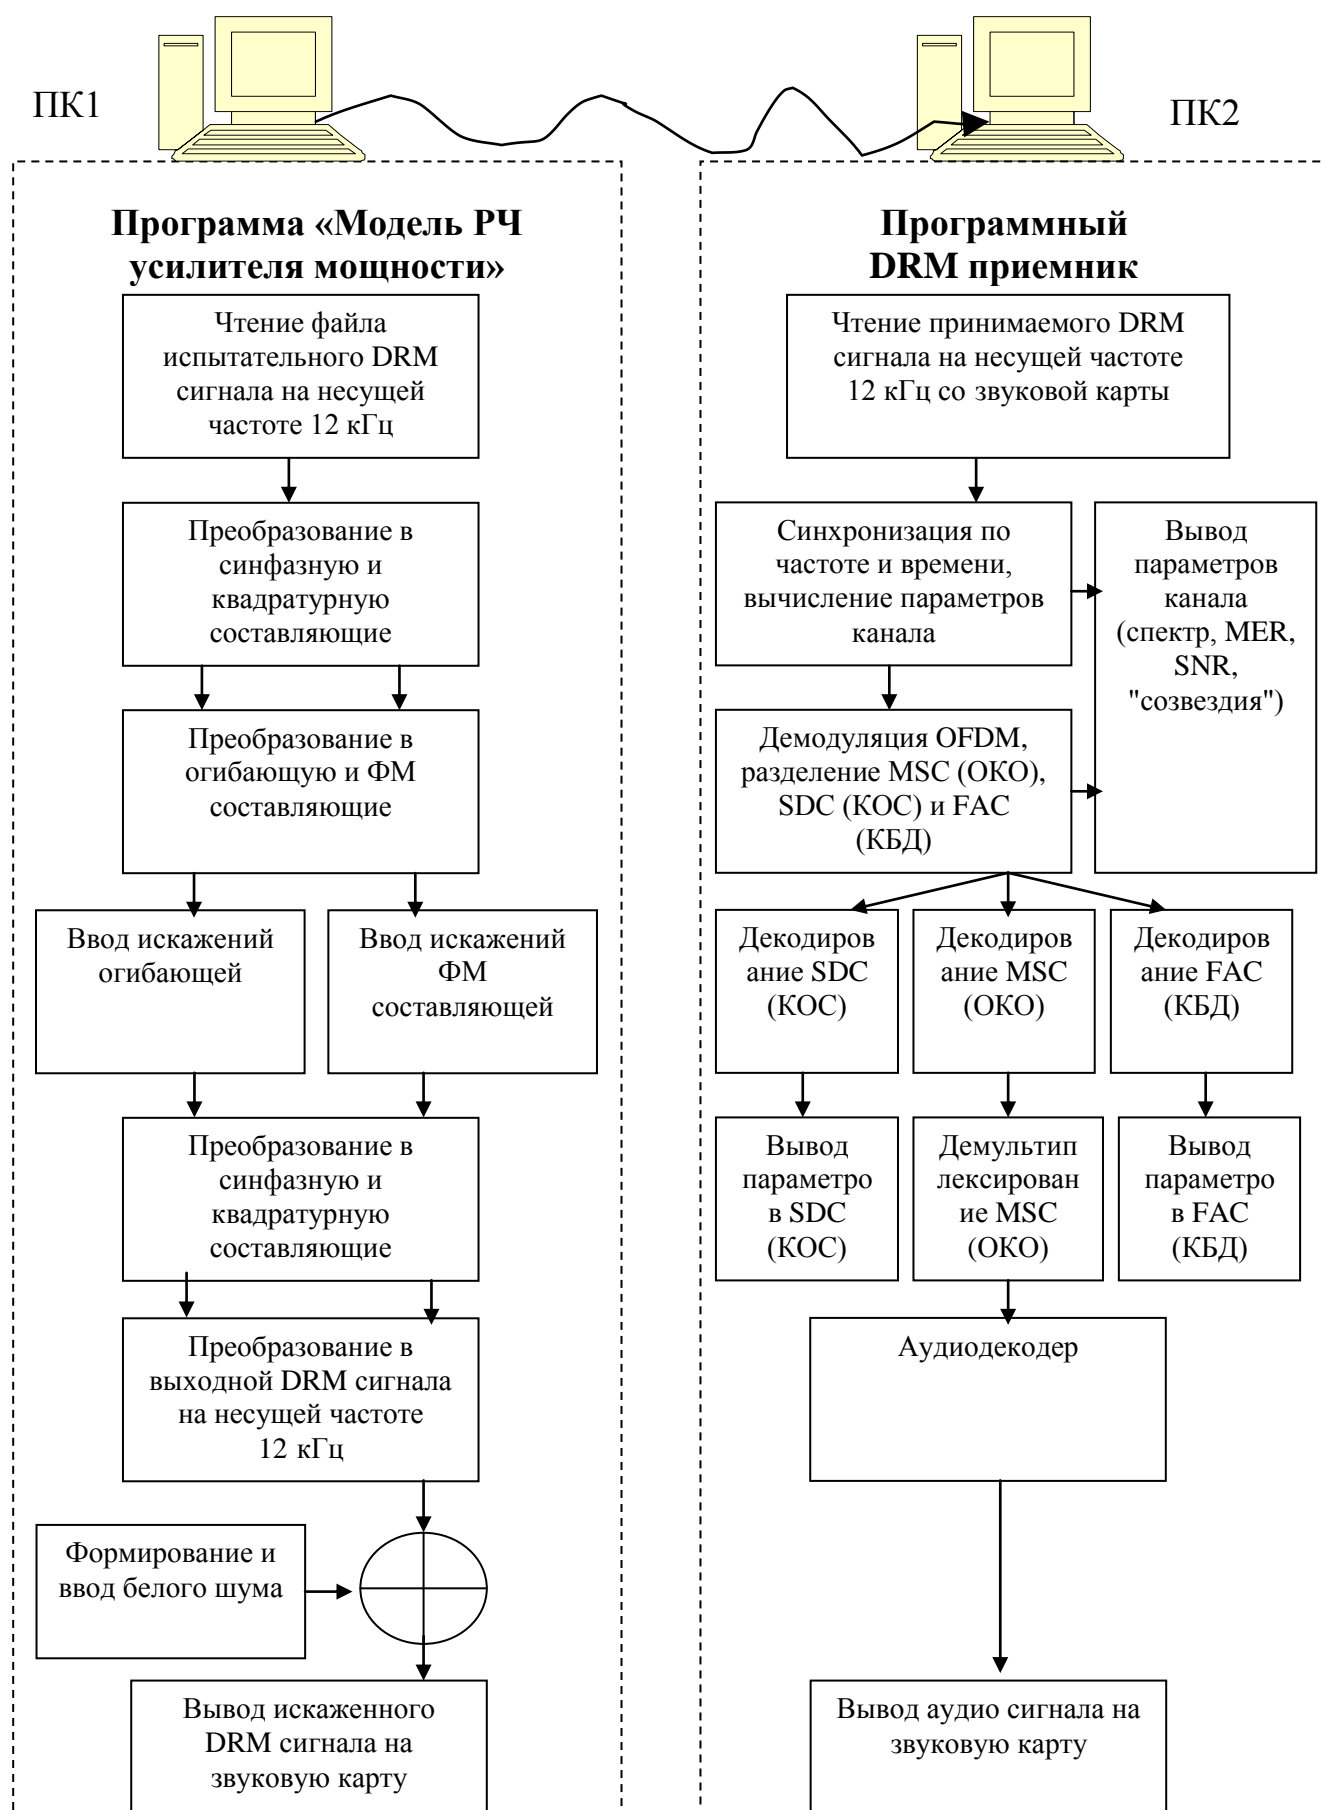 ПК1
ПК2
Программа «Модель РЧ
усилителя мощности»
Чтение файла
испытательного DRM
сигнала на несущей
частоте 12 кГц
Преобразование в
синфазную и
квадратурную
составляющие
Преобразование в
огибающую и ФМ
составляющие
Ввод искажений
огибающей
Ввод искажений
ФМ
составляющей
Преобразование в
синфазную и
квадратурную
составляющие
Преобразование в
выходной DRM сигнала
на несущей частоте
12 кГц
Формирование и
ввод белого шума
Вывод искаженного
DRM сигнала на
звуковую карту
Программный
DRM приемник
Чтение принимаемого DRM
сигнала на несущей частоте
12 кГц со звуковой карты
Синхронизация по
частоте и времени,
вычисление параметров
канала
Вывод
параметров
канала
(спектр, MER,
SNR,
"созвездия")
Демодуляция OFDM,
разделение MSC (ОКО),
SDC (КОС) и FAC
(КБД)
Декодиров
ание SDC
(КОС)
Декодиров
ание MSC
(ОКО)
Декодиров
ание FAC
(КБД)
Вывод
параметро
в SDC
(КОС)
Демультип
лексирован
ие MSC
(ОКО)
Вывод
параметро
в FAC
(КБД)
Аудиодекодер
Вывод аудио сигнала на
звуковую карту